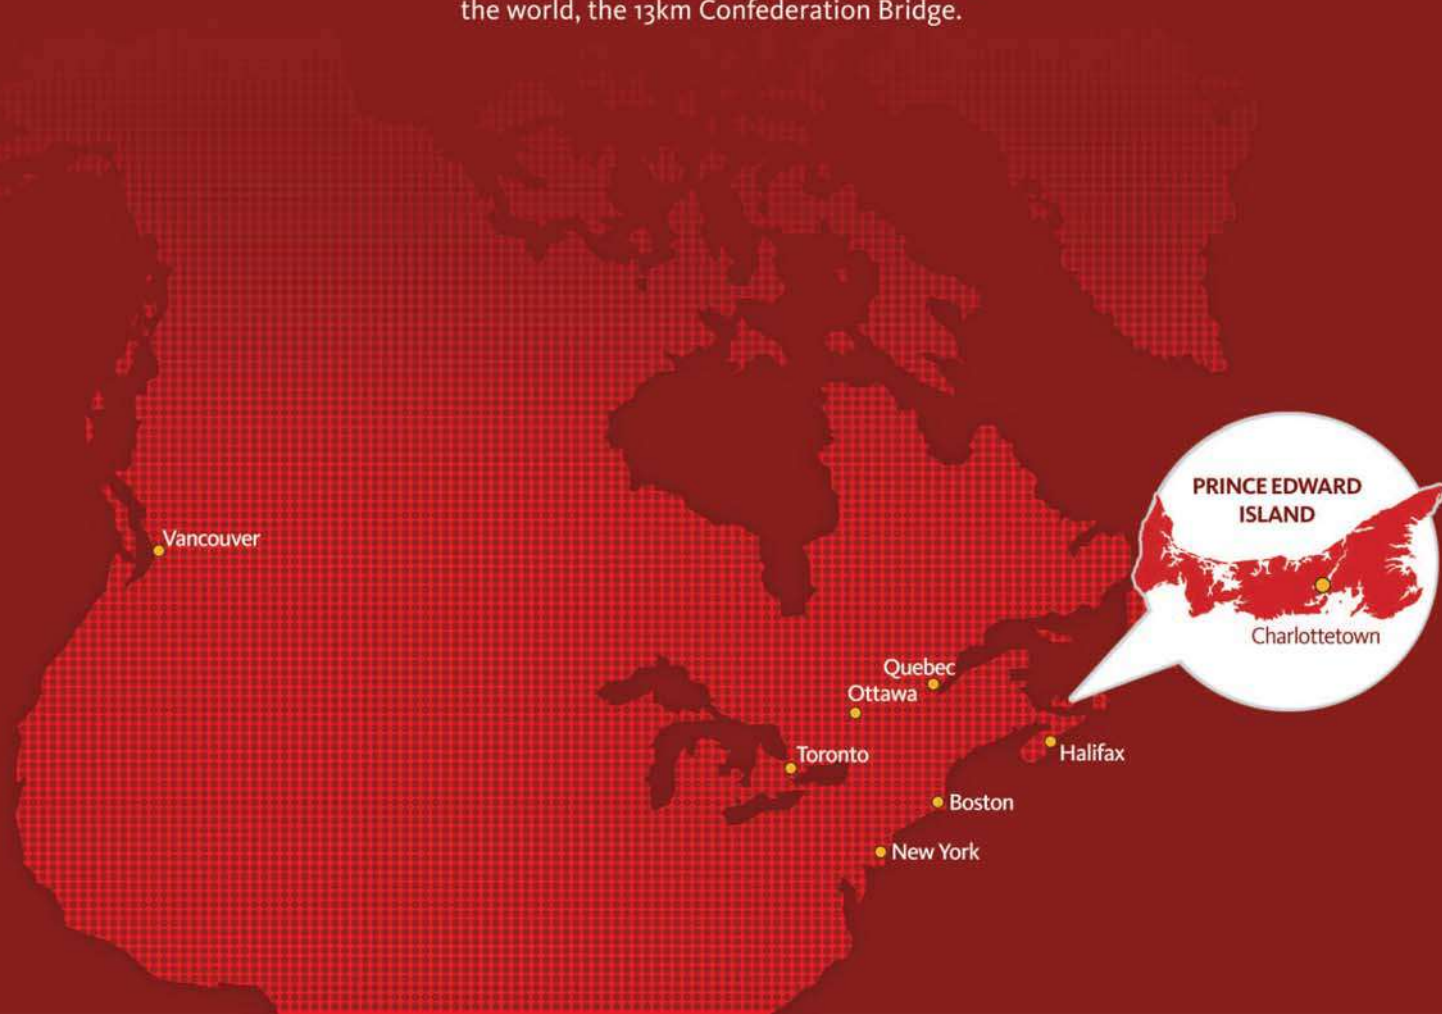 the world, the 13km Confederation Bridge.
PRINCE EDWARD
ISLAND
Vancouver
Charlottetown
Quebec
Ottawa
Toronto
Halifax
Boston
New York